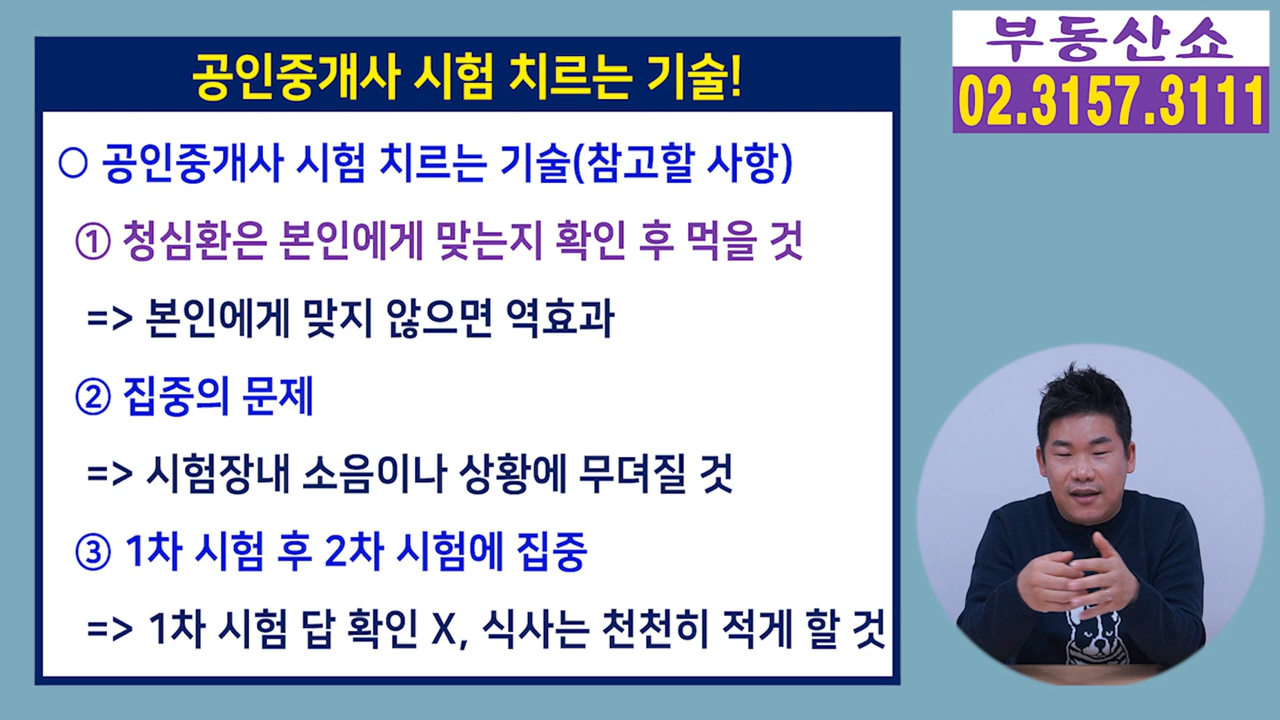 공인중개사 시험 치르는 기술!
부동산쇼
02.3157.3111
○ 공인중개사 시험 치르는 기술(참고할 사항)
① 청심환은 본인에게 맞는지 확인 후 먹을 것
=> 본인에게 맞지 않으면 역효과
② 집중의 문제
=> 시험장내 소음이나 상황에 무뎌질 것
③ 1차 시험 후 2차 시험에 집중
=> 1차 시험 답 확인 X, 식사는 천천히 적게 할 것